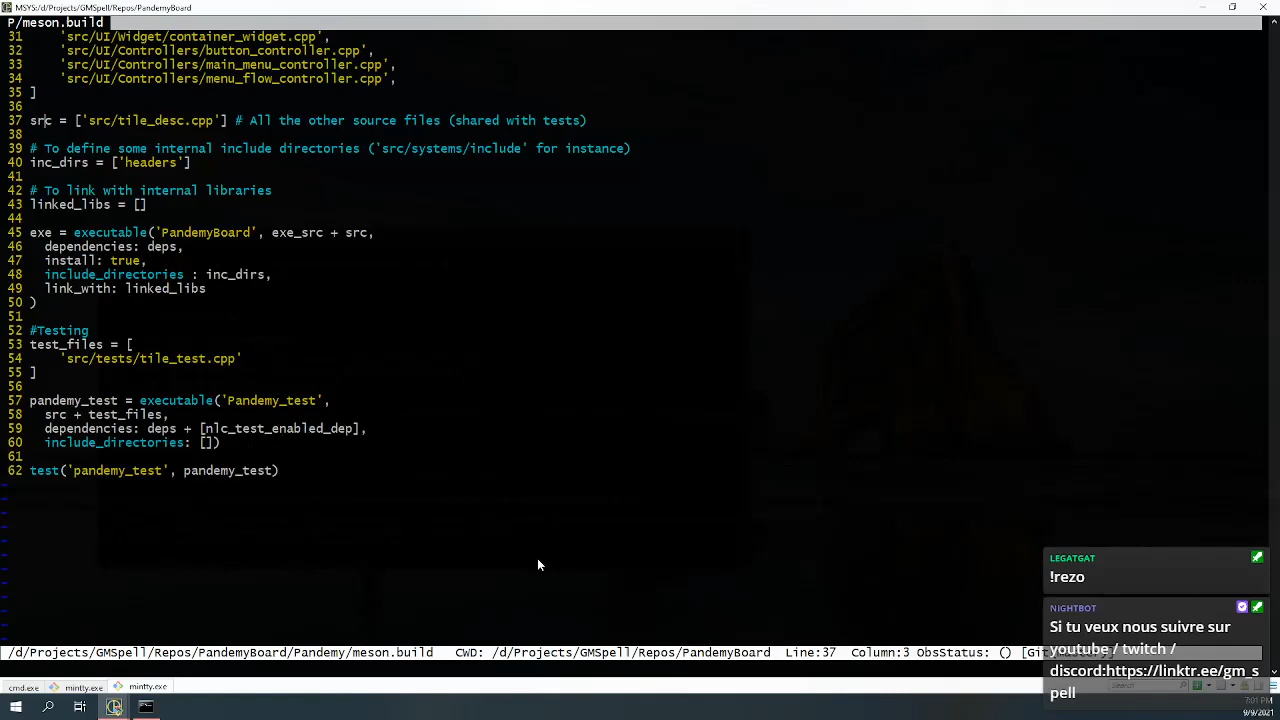 MSYS:/d/Projects/GMSpell/Repos/PandemyBoard
P/meson.build
31 'src/UI/Widget/container_widget.cpp',
32 'src/UI/Controllers/button_controller.cpp',
33 'src/UI/Controllers/main_menu_controller.cpp',
34 'src/UI/Controllers/menu_flow_controller.cpp',
35 ]
36
37 src = ['src/tile_desc.cpp'] # All the other source files (shared with tests)
38
39 # To define some internal include directories ('src/systems/include' for instance)
40 inc_dirs = ['headers']
41
42 # To link with internal libraries
43 linked_libs = []
44
45 exe = executable('PandemyBoard', exe_src + src,
46 dependencies: deps,
47 install: true,
48 include_directories : inc_dirs,
49 link_with: linked_libs
50 )
51
52 #Testing
53 test_files = [
54 'src/tests/tile_test.cpp'
55 ]
56
57 pandemy_test = executable('Pandemy_test',
58 src + test_files,
59 dependencies: deps + [nlc_test_enabled_dep],
60 include_directories: [])
61
62 test('pandemy_test', pandemy_test)
LEGATGAT
!rezo
NIGHTBOT
Si tu veux nous suivre sur
youtube / twitch /
discord:https://linktr.ee/gm_s
pell
/d/Projects/GMSpell/Repos/PandemyBoard/Pandemy/meson.build CWD: /d/Projects/GMSpell/Repos/PandemyBoard Line:37 Column:3 ObsStatus: () [Git
cmd.exe mintty.exe mintty.exe
Search
7:01 PM
9/9/2021